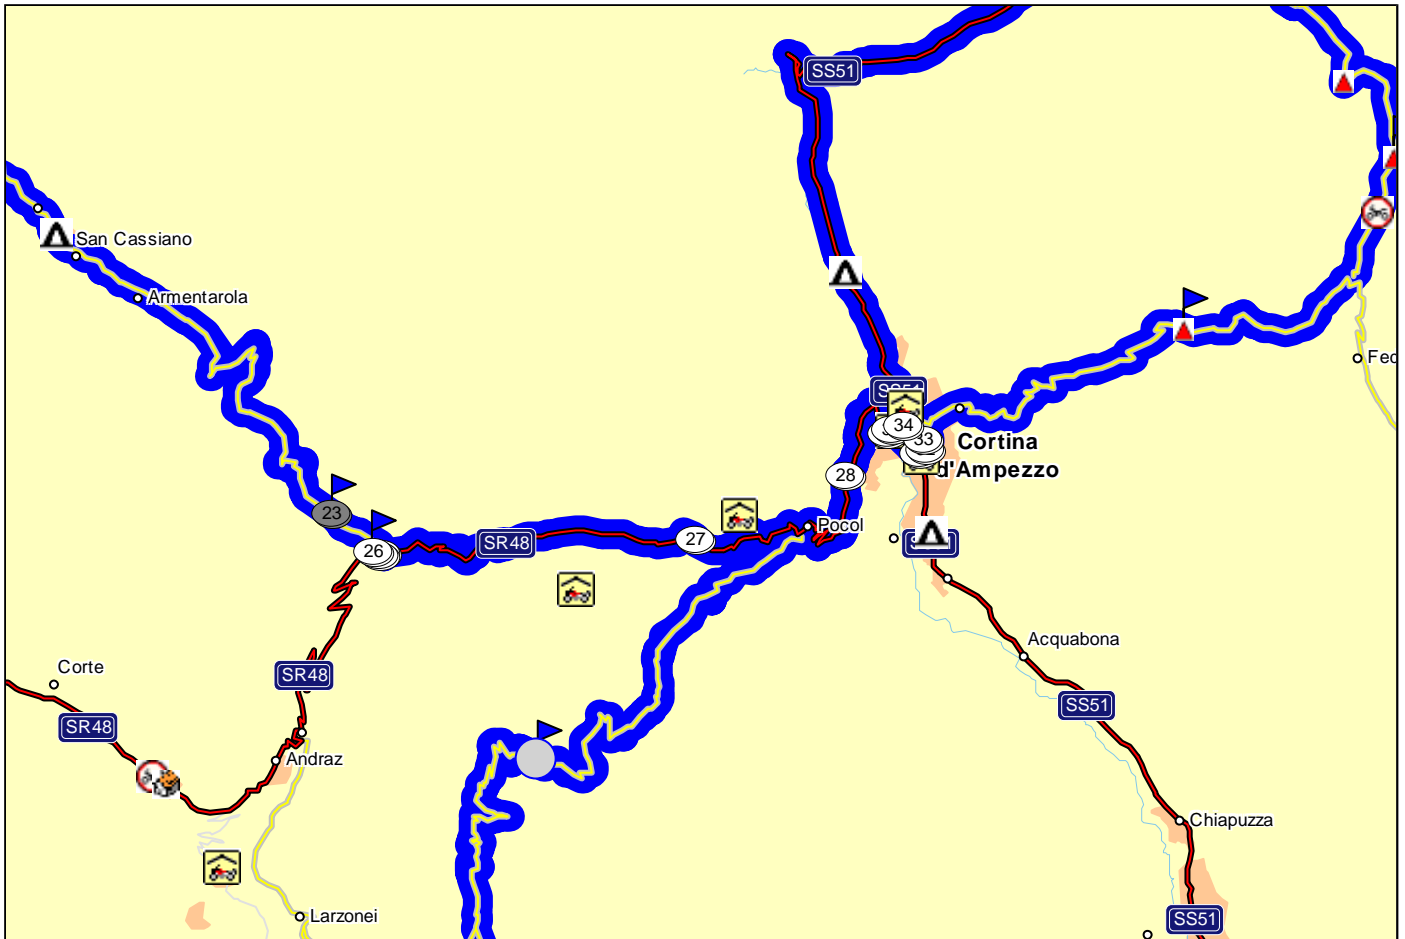 SS51
San Cassiano
Armentarola
Fed
SS51
34
33
Cortina
d'Ampezzo
28
23
Pocol
27
26
SR48
Acquabona
Corte
SR48
SS51
SR48
Andraz
Chiapuzza
Larzonei
SS51